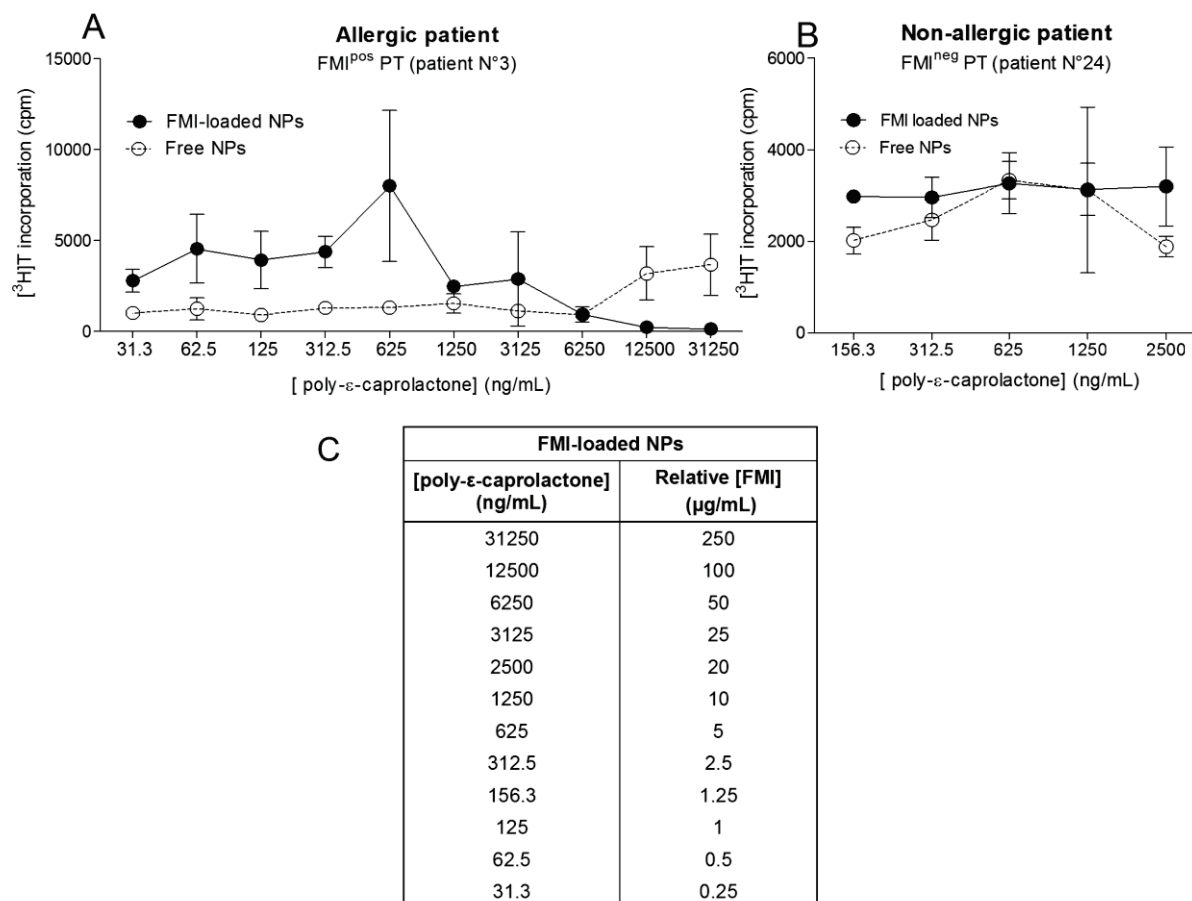 A
Allergic patient
FMI^pos PT (patient N°3)
15000
10000
5000
0
[³H]T incorporation (cpm)
FMI-loaded NPs
Free NPs
31.3 62.5 125 312.5 625 1250 3125 6250 12500 31250
[ poly-ε-caprolactone] (ng/mL)
B
Non-allergic patient
FMI^neg PT (patient N°24)
6000
4000
2000
0
[³H]T incorporation (cpm)
FMI loaded NPs
Free NPs
156.3 312.5 625 1250 2500
[ poly-ε-caprolactone] (ng/mL)
C
FMI-loaded NPs
[poly-ε-caprolactone] Relative [FMI]
(ng/mL) (µg/mL)
31250 250
12500 100
6250 50
3125 25
2500 20
1250 10
625 5
312.5 2.5
156.3 1.25
125 1
62.5 0.5
31.3 0.25